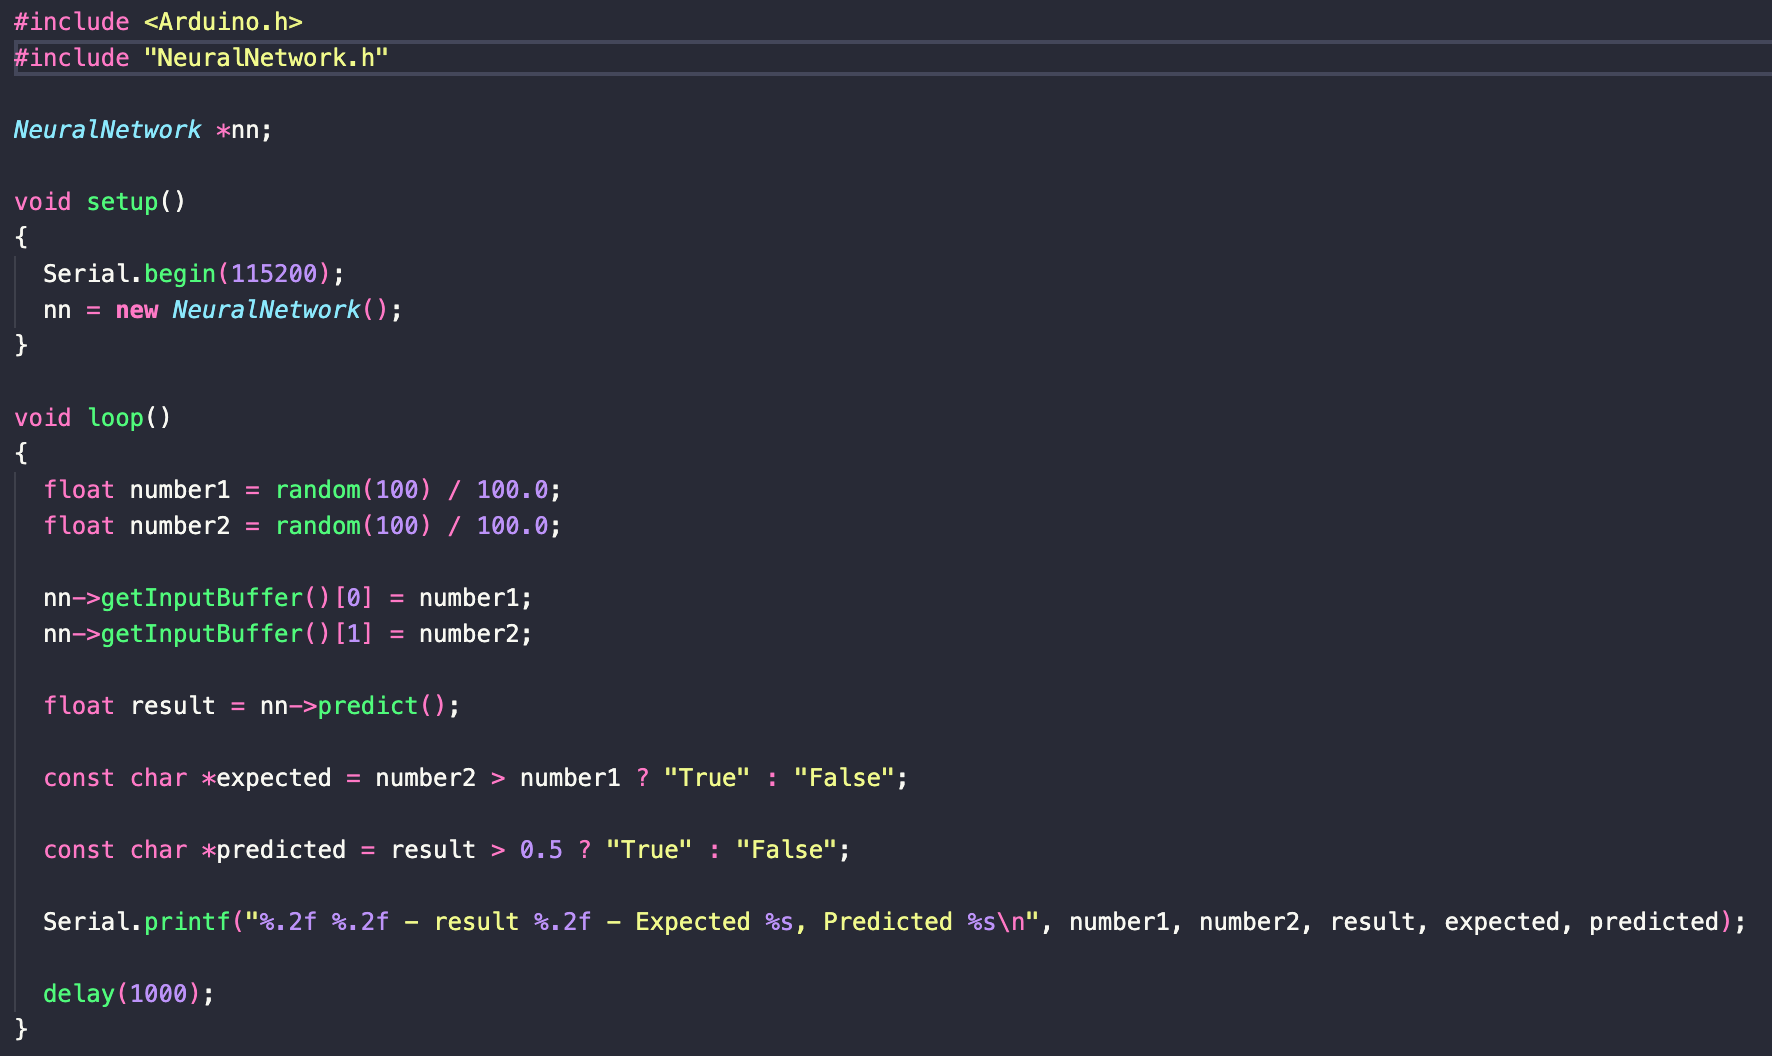 #include <Arduino.h>
#include "NeuralNetwork.h"
NeuralNetwork *nn;
void setup()
{
  Serial.begin(115200);
  nn = new NeuralNetwork();
}
void loop()
{
  float number1 = random(100) / 100.0;
  float number2 = random(100) / 100.0;
  nn->getInputBuffer()[0] = number1;
  nn->getInputBuffer()[1] = number2;
  float result = nn->predict();
  const char *expected = number2 > number1 ? "True" : "False";
  const char *predicted = result > 0.5 ? "True" : "False";
  Serial.printf("%.2f %.2f - result %.2f - Expected %s, Predicted %s\n", number1, number2, result, expected, predicted);
  delay(1000);
}